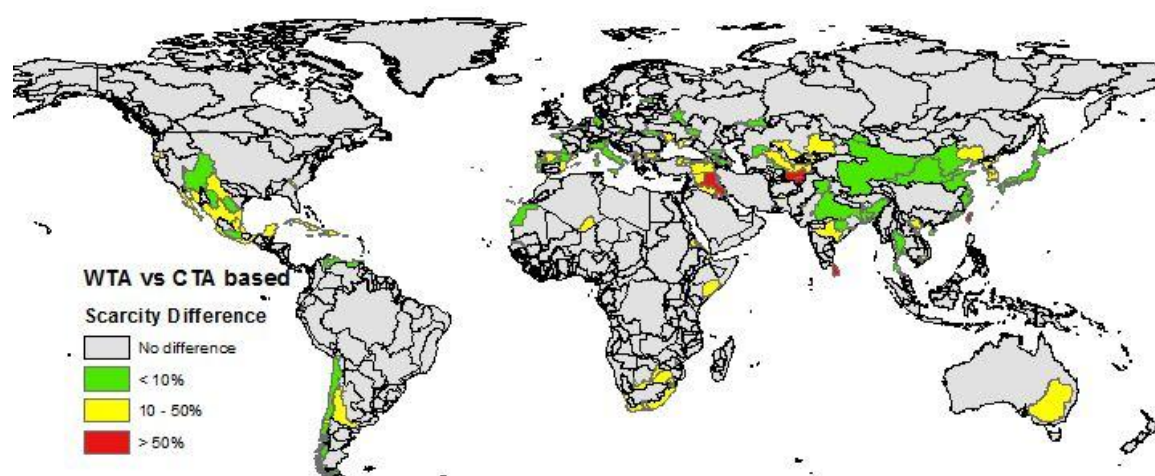 WTA vs CTA based
Scarcity Difference
No difference
< 10%
10 - 50%
> 50%